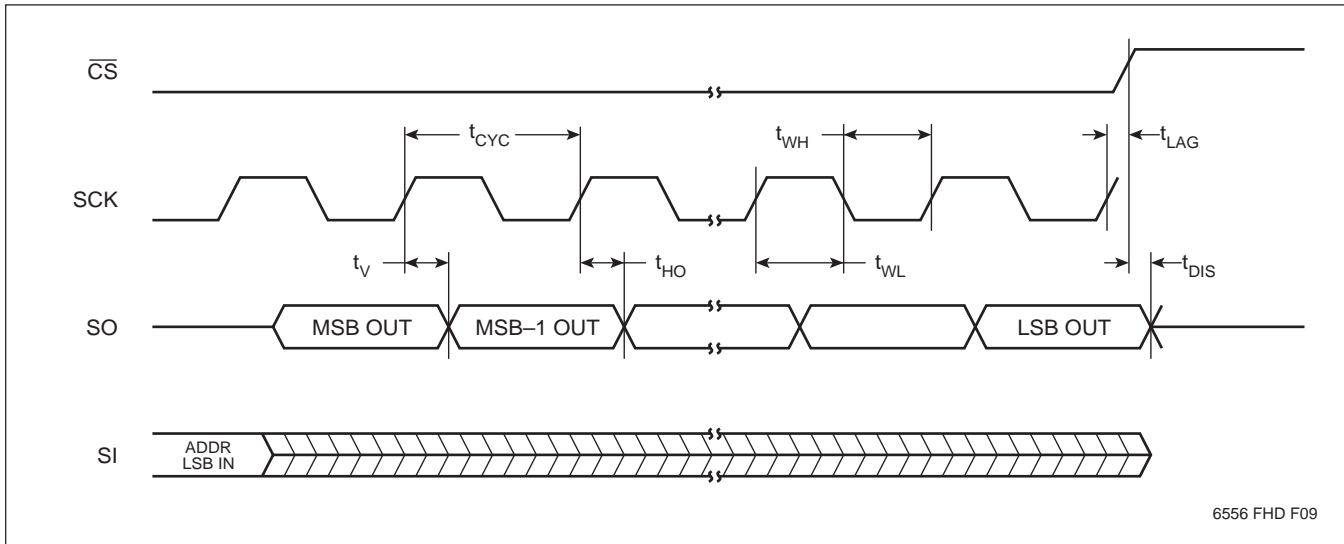 CS
tCYC
tWH
tLAG
SCK
tV
tHO
tWL
tDIS
SO
MSB OUT
MSB–1 OUT
LSB OUT
SI
ADDR
LSB IN
6556 FHD F09